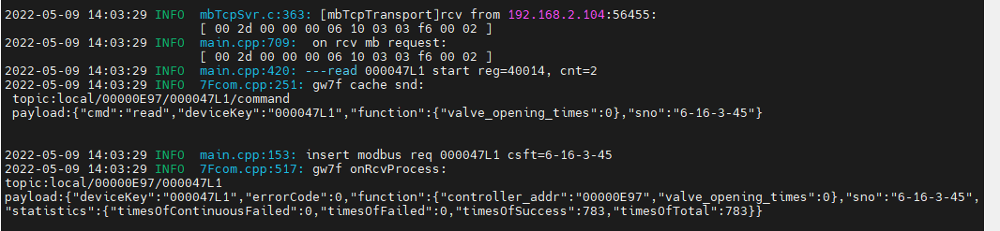 2022-05-09 14:03:29 INFO  mbTcpSvr.c:363: [mbTcpTransport]rcv from 192.168.2.104:56455:
[ 00 2d 00 00 00 06 10 03 03 f6 00 02 ]
2022-05-09 14:03:29 INFO  main.cpp:709:  on rcv mb request:
[ 00 2d 00 00 00 06 10 03 03 f6 00 02 ]
2022-05-09 14:03:29 INFO  main.cpp:420: ---read 000047L1 start reg=40014, cnt=2
2022-05-09 14:03:29 INFO  7Fcom.cpp:251: gw7f cache snd:
topic:local/00000E97/000047L1/command
payload:{"cmd":"read","deviceKey":"000047L1","function":{"valve_opening_times":0},"sno":"6-16-3-45"}
2022-05-09 14:03:29 INFO  main.cpp:153: insert modbus req 000047L1 csft=6-16-3-45
2022-05-09 14:03:29 INFO  7Fcom.cpp:517: gw7f onRcvProcess:
topic:local/00000E97/000047L1
payload:{"deviceKey":"000047L1","errorCode":0,"function":{"controller_addr":"00000E97","valve_opening_times":0},"sno":"6-16-3-45",
"statistics":{"timesOfContinuousFailed":0,"timesOfFailed":0,"timesOfSuccess":783,"timesOfTotal":783}}